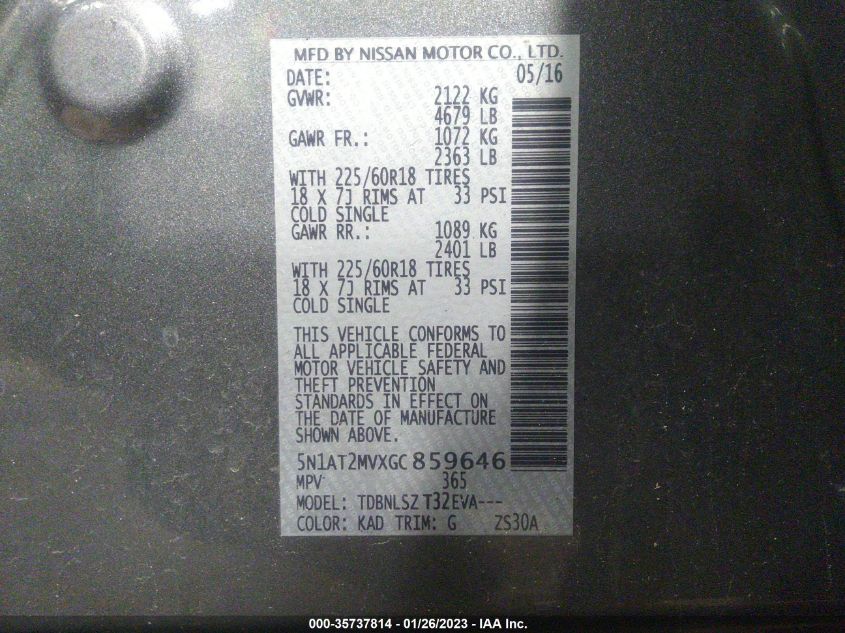 MFD BY NISSAN MOTOR CO., LTD.
DATE: 05/16
GVWR: 2122 KG
4679 LB
GAWR FR.: 1072 KG
2363 LB
WITH 225/60R18 TIRES
18 X 7J RIMS AT 33 PSI
COLD SINGLE
GAWR RR.: 1089 KG
2401 LB
WITH 225/60R18 TIRES
18 X 7J RIMS AT 33 PSI
COLD SINGLE
THIS VEHICLE CONFORMS TO
ALL APPLICABLE FEDERAL
MOTOR VEHICLE SAFETY AND
THEFT PREVENTION
STANDARDS IN EFFECT ON
THE DATE OF MANUFACTURE
SHOWN ABOVE.
5N1AT2MVXGC859646
MPV 365
MODEL: TDBNLSZ T32EVA---
COLOR: KAD TRIM: G ZS30A
000-35737814 - 01/26/2023 - IAA Inc.